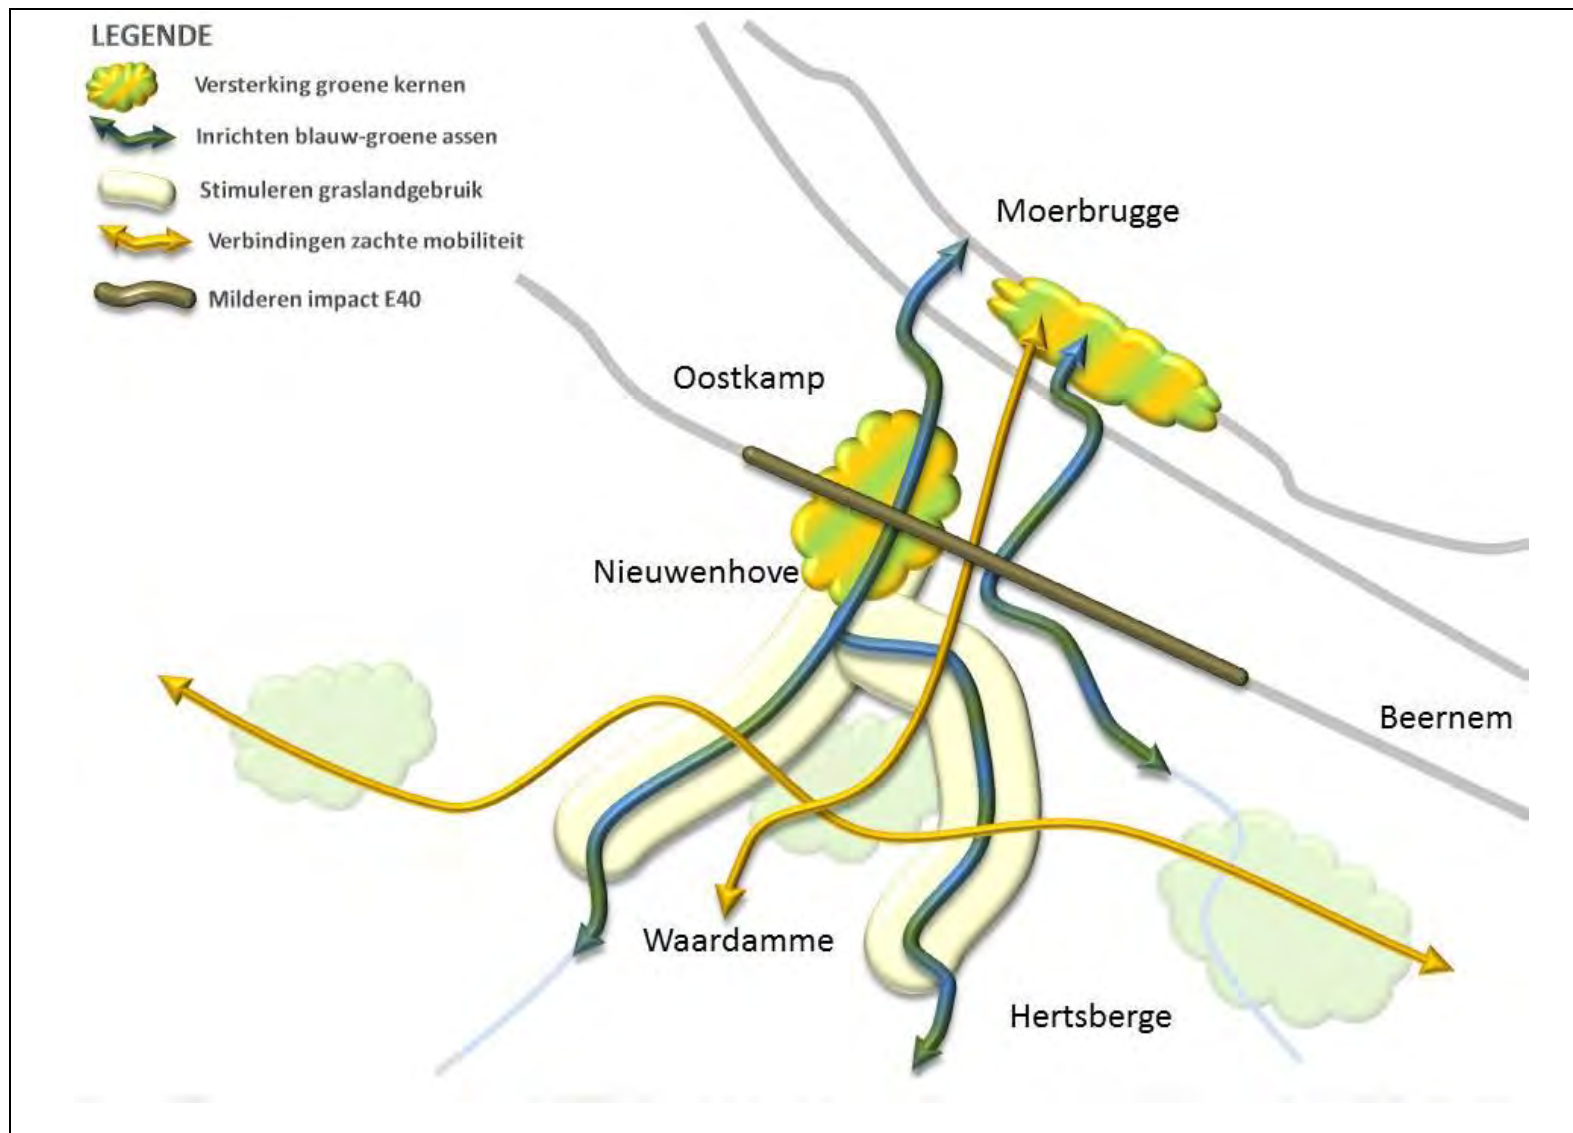 LEGENDE
Versterking groene kernen
Inrichten blauw-groene assen
Stimuleren graslandgebruik
Verbindingen zachte mobiliteit
Milderen impact E40
Moerbrugge
Oostkamp
Nieuwenhove
Beernem
Waardamme
Hertsberge